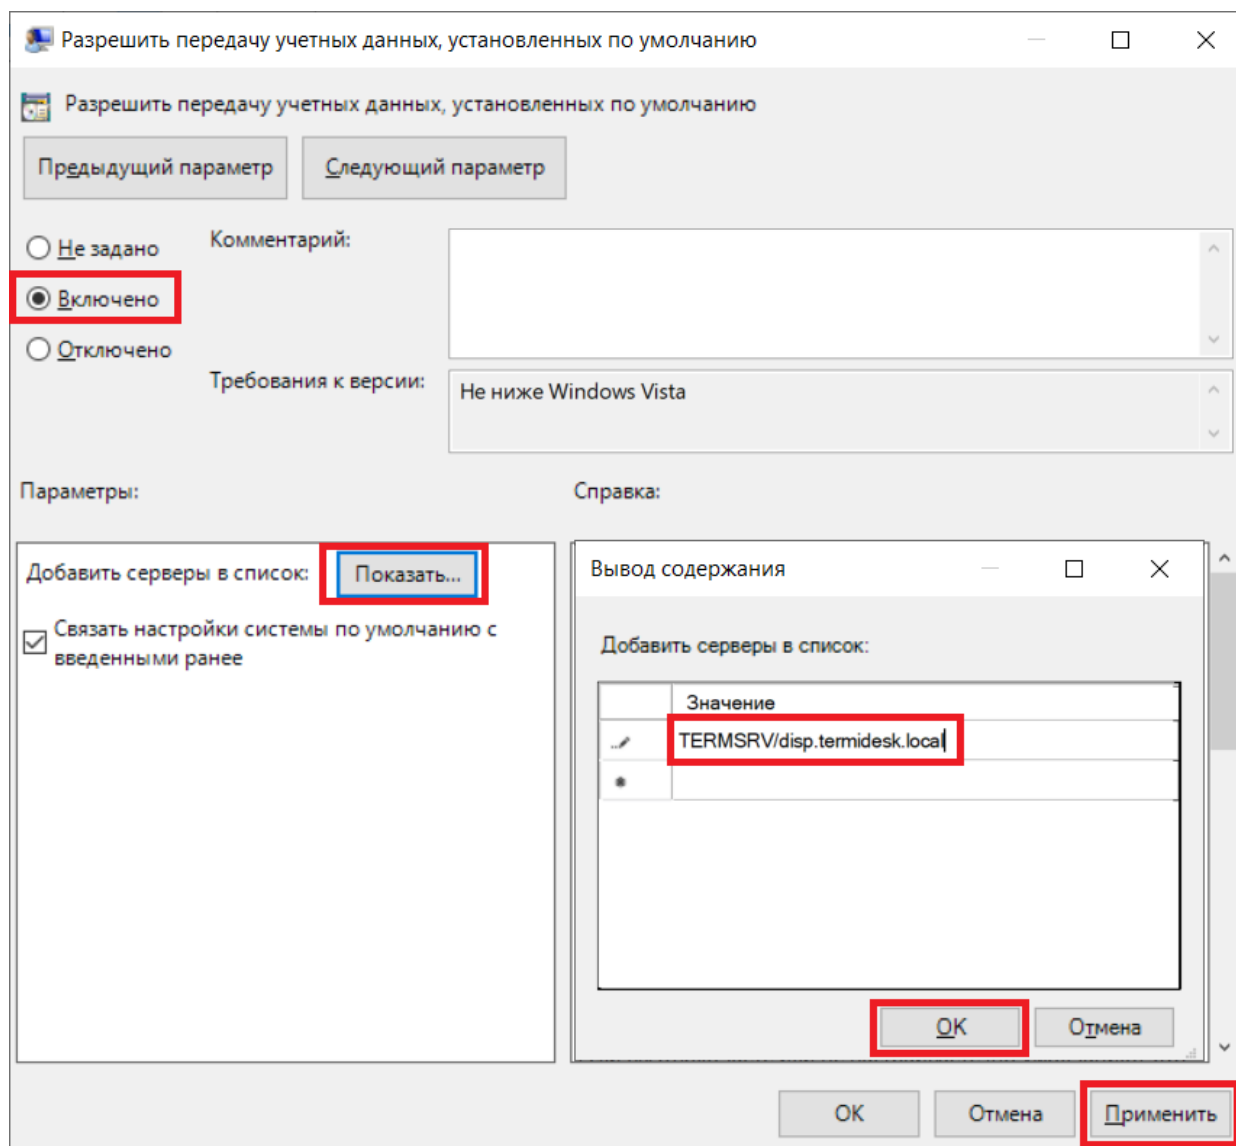 Разрешить передачу учетных данных, установленных по умолчанию
Разрешить передачу учетных данных, установленных по умолчанию
Предыдущий параметр
Следующий параметр
Не задано
Комментарий:
Включено
Отключено
Требования к версии:
Не ниже Windows Vista
Параметры:
Справка:
Добавить серверы в список:
Показать...
Связать настройки системы по умолчанию с
введенными ранее
Вывод содержания
Добавить серверы в список:
Значение
TERMSRV/disp.termidesk.local
OK
Отмена
OK
Отмена
Применить